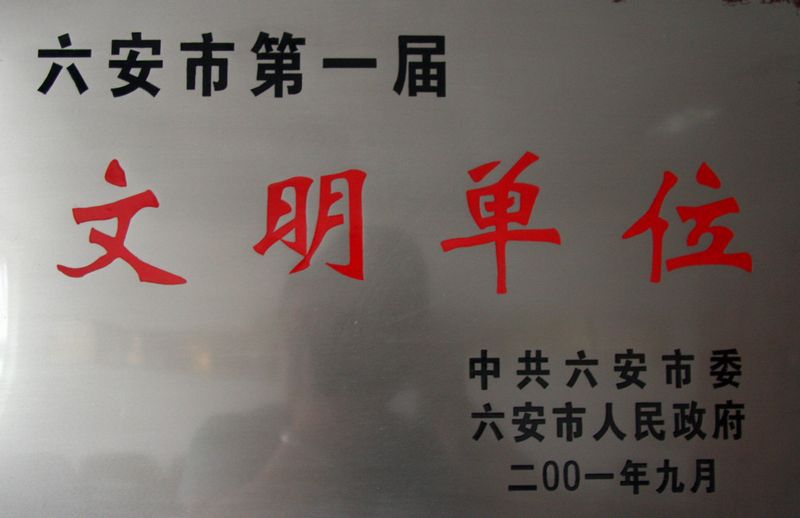 六安市第一届
文明单位
中共六安市委
六安市人民政府
二00一年九月